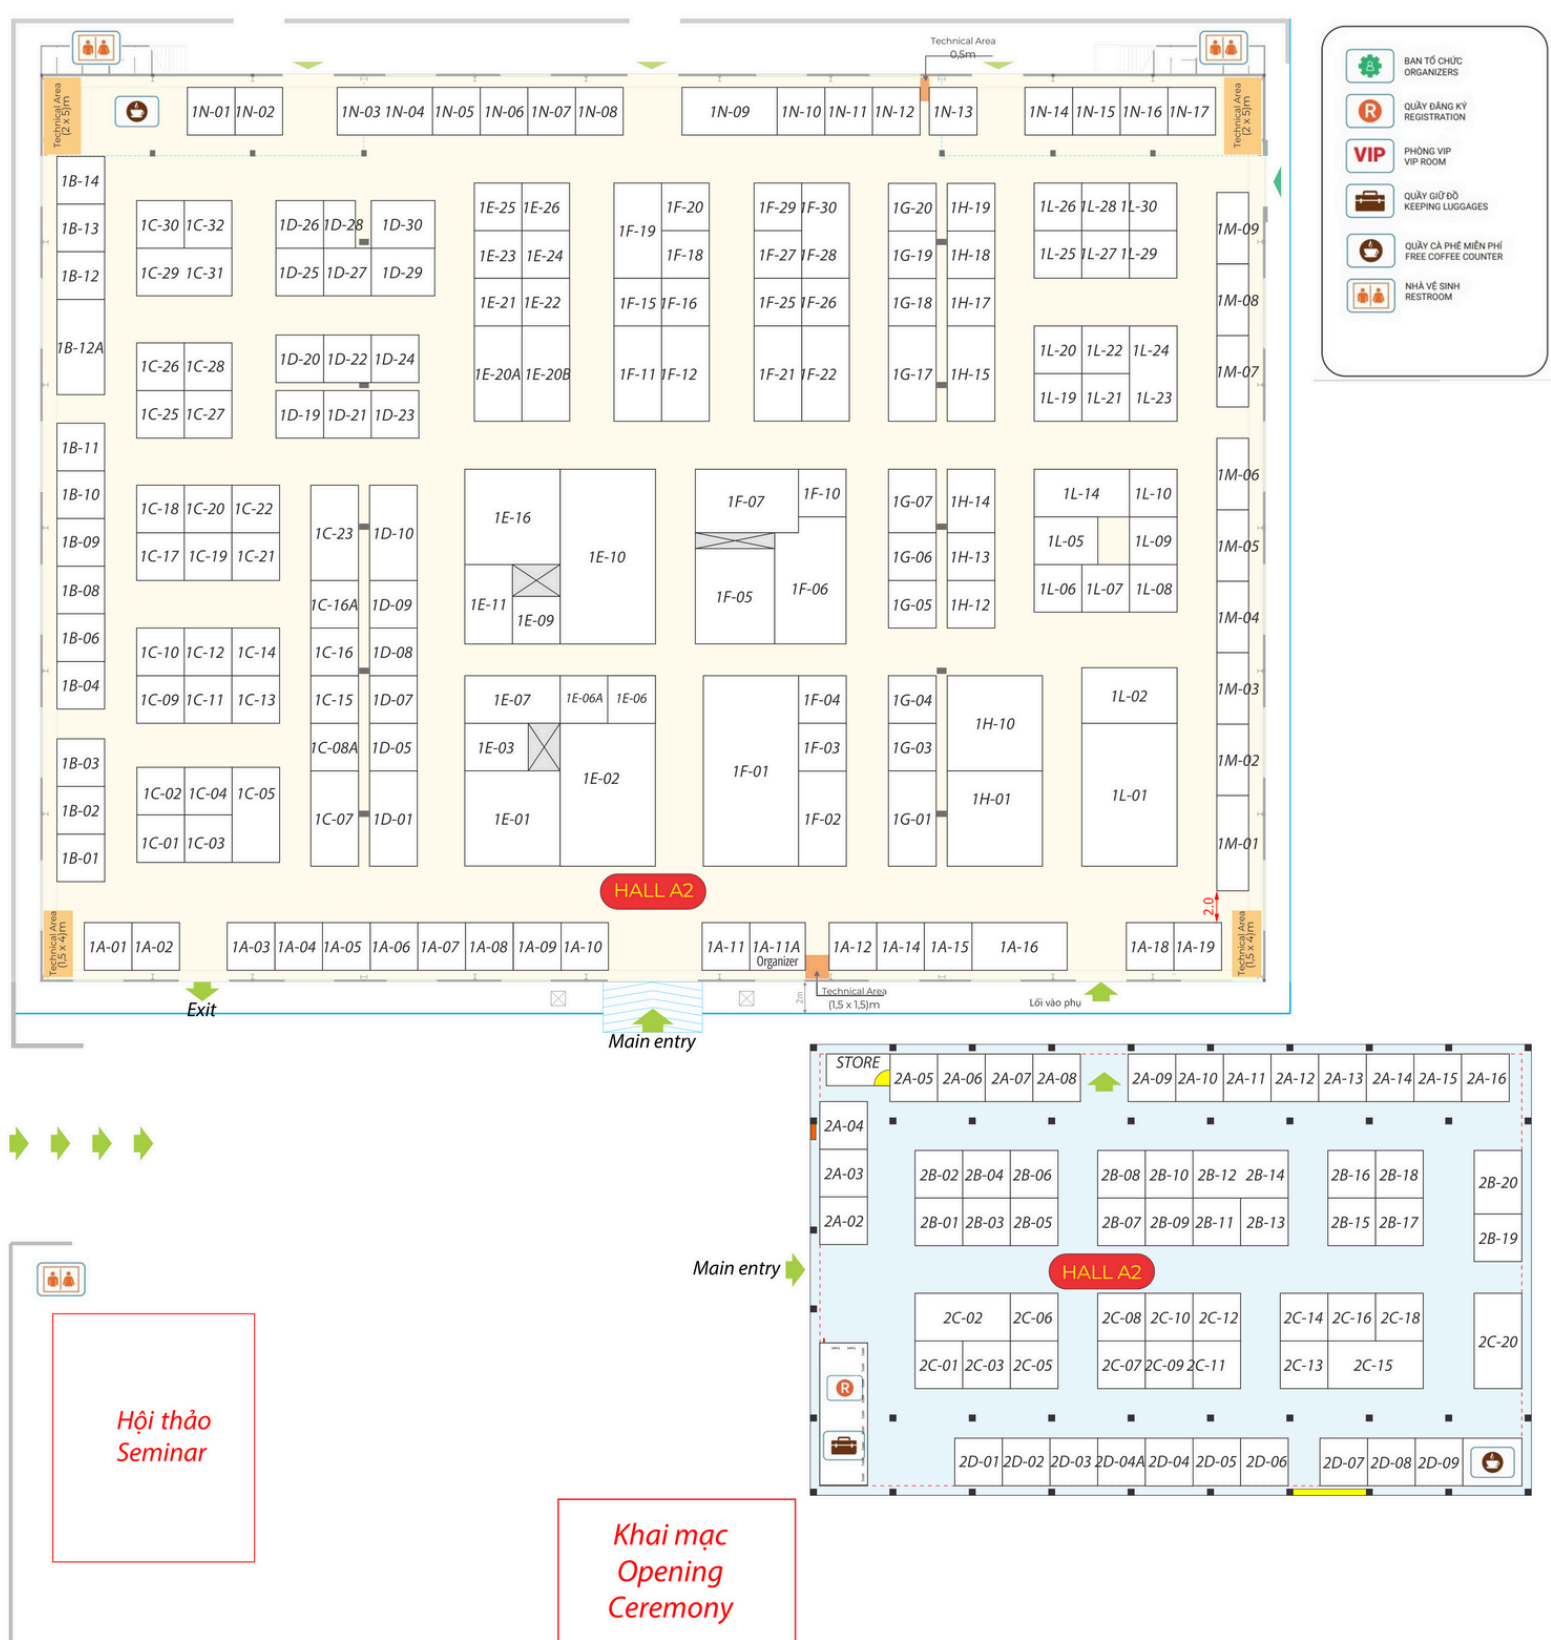 Technical Area
0,5m
Technical Area
(2 x 5)m
1N-01 1N-02 1N-03 1N-04 1N-05 1N-06 1N-07 1N-08 1N-09 1N-10 1N-11 1N-12 1N-13 1N-14 1N-15 1N-16 1N-17
Technical Area
(2 x 5)m
BAN TỔ CHỨC
ORGANIZERS
R
QUẦY ĐĂNG KÝ
REGISTRATION
VIP
PHÒNG VIP
VIP ROOM
QUẦY GIỮ ĐỒ
KEEPING LUGGAGES
QUẦY CÀ PHÊ MIỄN PHÍ
FREE COFFEE COUNTER
NHÀ VỆ SINH
RESTROOM
1B-14
1B-13
1B-12
1B-12A
1B-11
1B-10
1B-09
1B-08
1B-06
1B-04
1B-03
1B-02
1B-01
1C-30 1C-32
1C-29 1C-31
1C-26 1C-28
1C-25 1C-27
1C-18 1C-20 1C-22
1C-17 1C-19 1C-21
1C-10 1C-12 1C-14
1C-09 1C-11 1C-13
1C-02 1C-04 1C-05
1C-01 1C-03
1D-26 1D-28 1D-30
1D-25 1D-27 1D-29
1D-20 1D-22 1D-24
1D-19 1D-21 1D-23
1C-23 1D-10
1C-16A 1D-09
1C-16 1D-08
1C-15 1D-07
1C-08A 1D-05
1C-07 1D-01
1E-25 1E-26
1E-23 1E-24
1E-21 1E-22
1E-20A 1E-20B
1E-16 1E-10
1E-11 1E-09
1E-07 1E-06A 1E-06
1E-03 1E-02
1E-01
1F-19 1F-20
1F-18
1F-15 1F-16
1F-11 1F-12
1F-29 1F-30
1F-27 1F-28
1F-25 1F-26
1F-21 1F-22
1F-07 1F-10
1F-05 1F-06
1F-01 1F-04
1F-03
1F-02
1G-20 1H-19
1G-19 1H-18
1G-18 1H-17
1G-17 1H-15
1G-07 1H-14
1G-06 1H-13
1G-05 1H-12
1G-04 1H-10
1G-03
1G-01 1H-01
1L-26 1L-28 1L-30
1L-25 1L-27 1L-29
1L-20 1L-22 1L-24
1L-19 1L-21 1L-23
1L-14 1L-10
1L-05 1L-09
1L-06 1L-07 1L-08
1L-02
1L-01
1M-09
1M-08
1M-07
1M-06
1M-05
1M-04
1M-03
1M-02
1M-01
2.0
HALL A2
Technical Area
(1,5 x 4)m
1A-01 1A-02 1A-03 1A-04 1A-05 1A-06 1A-07 1A-08 1A-09 1A-10 1A-11 1A-11A 1A-12 1A-14 1A-15 1A-16 1A-18 1A-19
Organizer
Technical Area
(1,5 x 4)m
Exit
Main entry
2m
Technical Area
(1,5 x 1,5)m
Lối vào phụ
STORE
2A-05 2A-06 2A-07 2A-08 2A-09 2A-10 2A-11 2A-12 2A-13 2A-14 2A-15 2A-16
2A-04
2A-03
2A-02
2B-02 2B-04 2B-06 2B-08 2B-10 2B-12 2B-14 2B-16 2B-18 2B-20
2B-01 2B-03 2B-05 2B-07 2B-09 2B-11 2B-13 2B-15 2B-17 2B-19
Main entry
HALL A2
2C-02 2C-06 2C-08 2C-10 2C-12 2C-14 2C-16 2C-18 2C-20
2C-01 2C-03 2C-05 2C-07 2C-09 2C-11 2C-13 2C-15
R
2D-01 2D-02 2D-03 2D-04A 2D-04 2D-05 2D-06 2D-07 2D-08 2D-09
Hội thảo
Seminar
Khai mạc
Opening
Ceremony